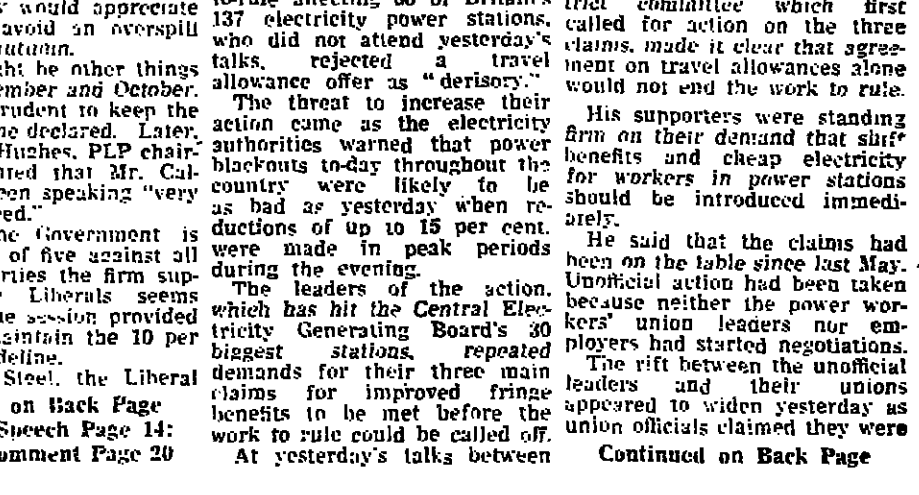 would appreciate
avoid an overspill
autumn.
might be other things
ember and October.
rudent to keep the
he declared. Later,
Hughes, PLP chair-
that Mr. Cal-
een speaking "very
red."
Government is
of five against all
rties the firm sup-
Liberals seems
session provided
aintain the 10 per
deline.
Steel, the Liberal
on Back Page
Speech Page 14:
omment Page 20
137 electricity power stations,
who did not attend yesterday's
talks, rejected a travel
allowance offer as "derisory."
The threat to increase their
action came as the electricity
authorities warned that power
blackouts to-day throughout the
country were likely to be
as bad as yesterday when re-
ductions of up to 15 per cent.
were made in peak periods
during the evening.
The leaders of the action,
which has hit the Central Elec-
tricity Generating Board's 30
biggest stations, repeated
demands for their three main
claims for improved fringe
benefits to be met before the
work to rule could be called off.
At yesterday's talks between
trict committee which first
called for action on the three
claims, made it clear that agree-
ment on travel allowances alone
would not end the work to rule.
His supporters were standing
firm on their demand that shift
benefits and cheap electricity
for workers in power stations
should be introduced immedi-
ately.
He said that the claims had
been on the table since last May.
Unofficial action had been taken
because neither the power wor-
kers' union leaders nor em-
ployers had started negotiations.
The rift between the unofficial
leaders and their unions
appeared to widen yesterday as
union officials claimed they were
Continued on Back Page